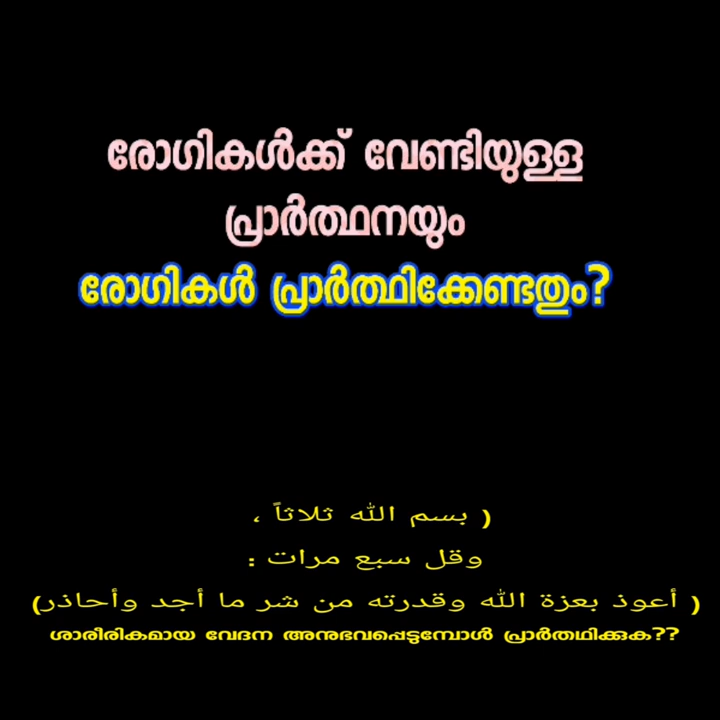 രോഗികൾക്ക് വേണ്ടിയുള്ള
പ്രാർത്ഥനയും
രോഗികൾ പ്രാർത്ഥിക്കേണ്ടതും?
( بسم الله ثلاثاً ،
وقل سبع مرات :
( أعوذ بعزة الله وقدرته من شر ما أجد وأحاذر)
ശാരീരികമായ വേദന അനുഭവപ്പെടുമ്പോൾ പ്രാർതഥിക്കുക??